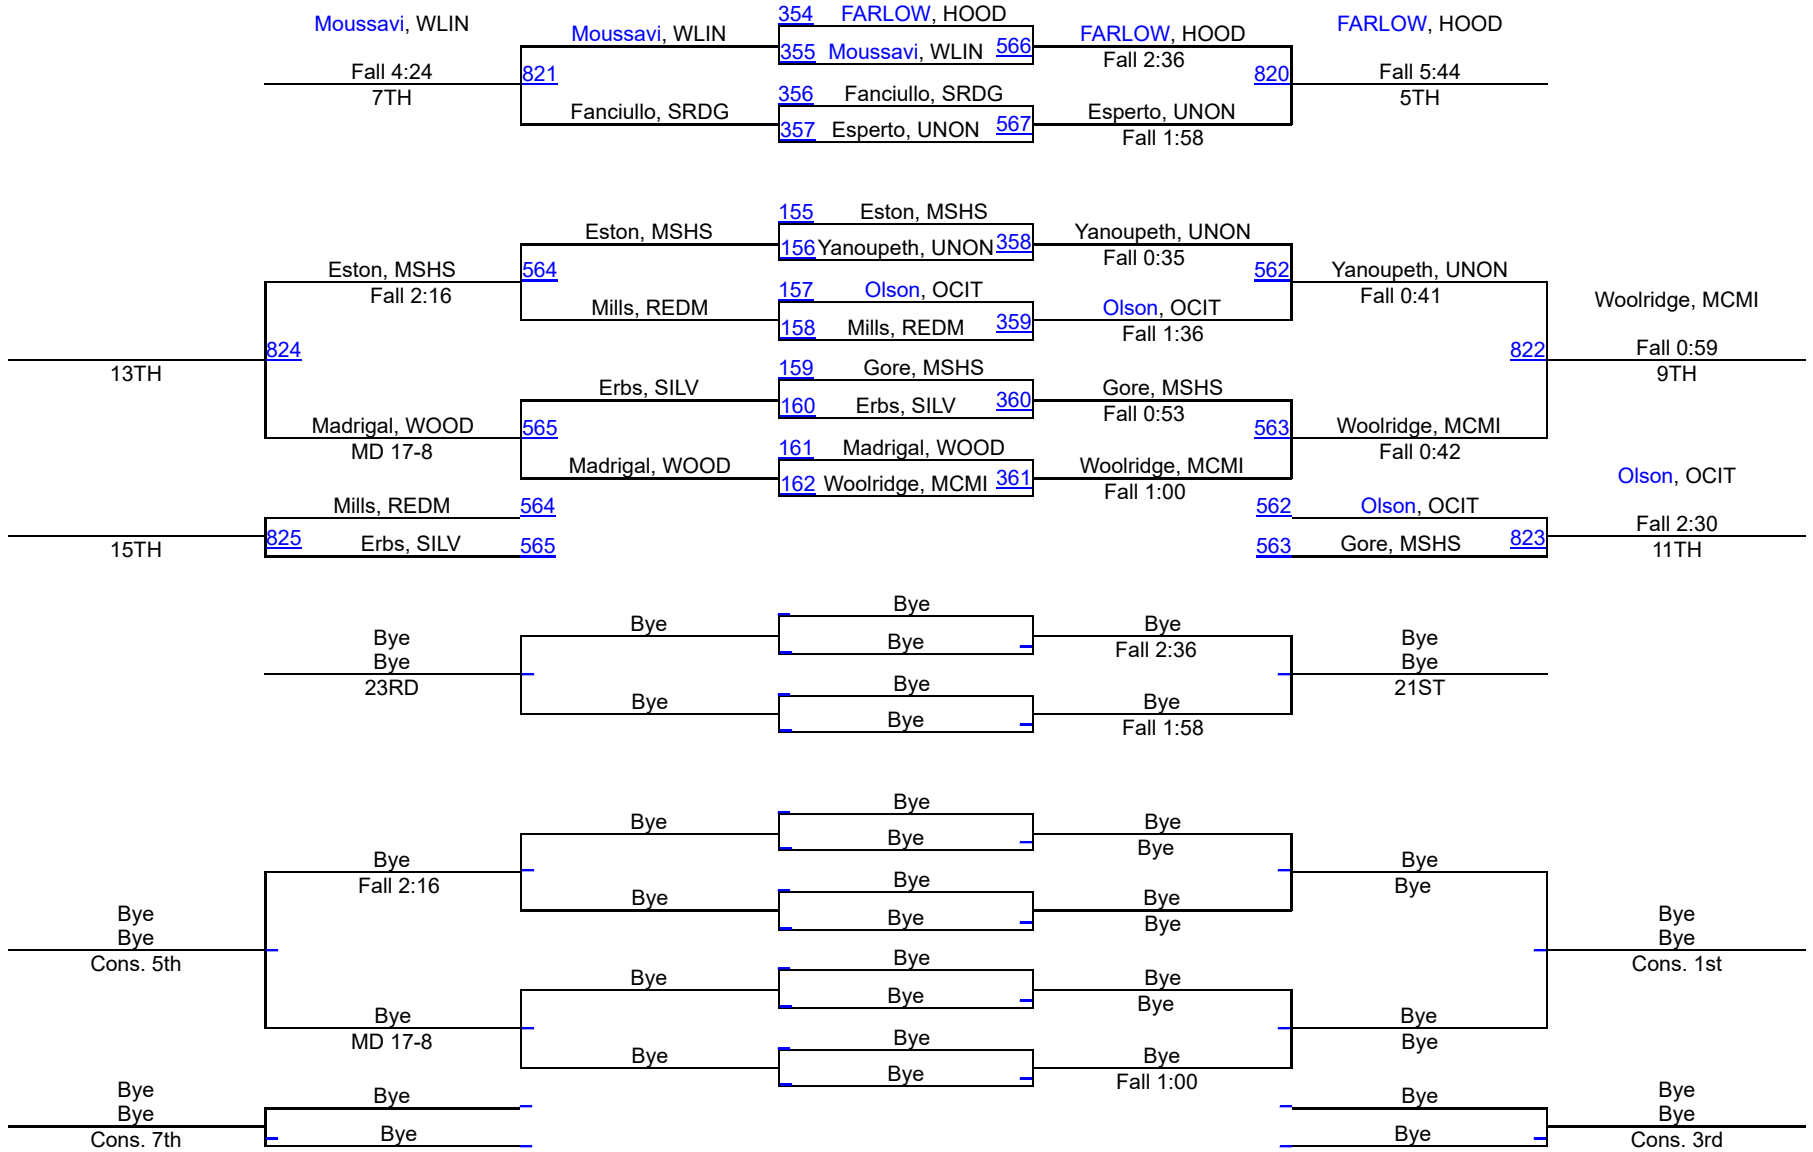 354 FARLOW, HOOD
Moussavi, WLIN
FARLOW, HOOD
Moussavi, WLIN
FARLOW, HOOD
355 Moussavi, WLIN 566
Fall 2:36
Fall 4:24
821
820
Fall 5:44
7TH
5TH
356 Fanciullo, SRDG
Fanciullo, SRDG
Esperto, UNON
357 Esperto, UNON 567
Fall 1:58
155 Eston, MSHS
Eston, MSHS
Yanoupeth, UNON
156 Yanoupeth, UNON 358
Fall 0:35
Eston, MSHS
564
562
Yanoupeth, UNON
Fall 2:16
Fall 0:41
157 Olson, OCIT
Woolridge, MCMI
Mills, REDM
Olson, OCIT
158 Mills, REDM 359
Fall 1:36
824
822
Fall 0:59
13TH
9TH
159 Gore, MSHS
Erbs, SILV
Gore, MSHS
160 Erbs, SILV 360
Fall 0:53
Madrigal, WOOD
565
563
Woolridge, MCMI
MD 17-8
Fall 0:42
161 Madrigal, WOOD
Madrigal, WOOD
Woolridge, MCMI
Olson, OCIT
162 Woolridge, MCMI 361
Fall 1:00
Mills, REDM 564
562 Olson, OCIT
Fall 2:30
15TH
825 Erbs, SILV 565
563 Gore, MSHS 823
11TH
Bye
Bye
Bye
Bye
Bye
Bye
Fall 2:36
Bye
Bye
23RD
21ST
Bye
Bye
Bye
Bye
Fall 1:58
Bye
Bye
Bye
Bye
Bye
Bye
Bye
Fall 2:16
Bye
Bye
Bye
Bye
Bye
Bye
Bye
Bye
Bye
Bye
Bye
Cons. 5th
Cons. 1st
Bye
Bye
Bye
Bye
Bye
Bye
Bye
MD 17-8
Bye
Bye
Bye
Bye
Bye
Fall 1:00
Bye
Bye
Bye
Bye
Bye
Bye
Cons. 7th
Bye
Bye
Cons. 3rd